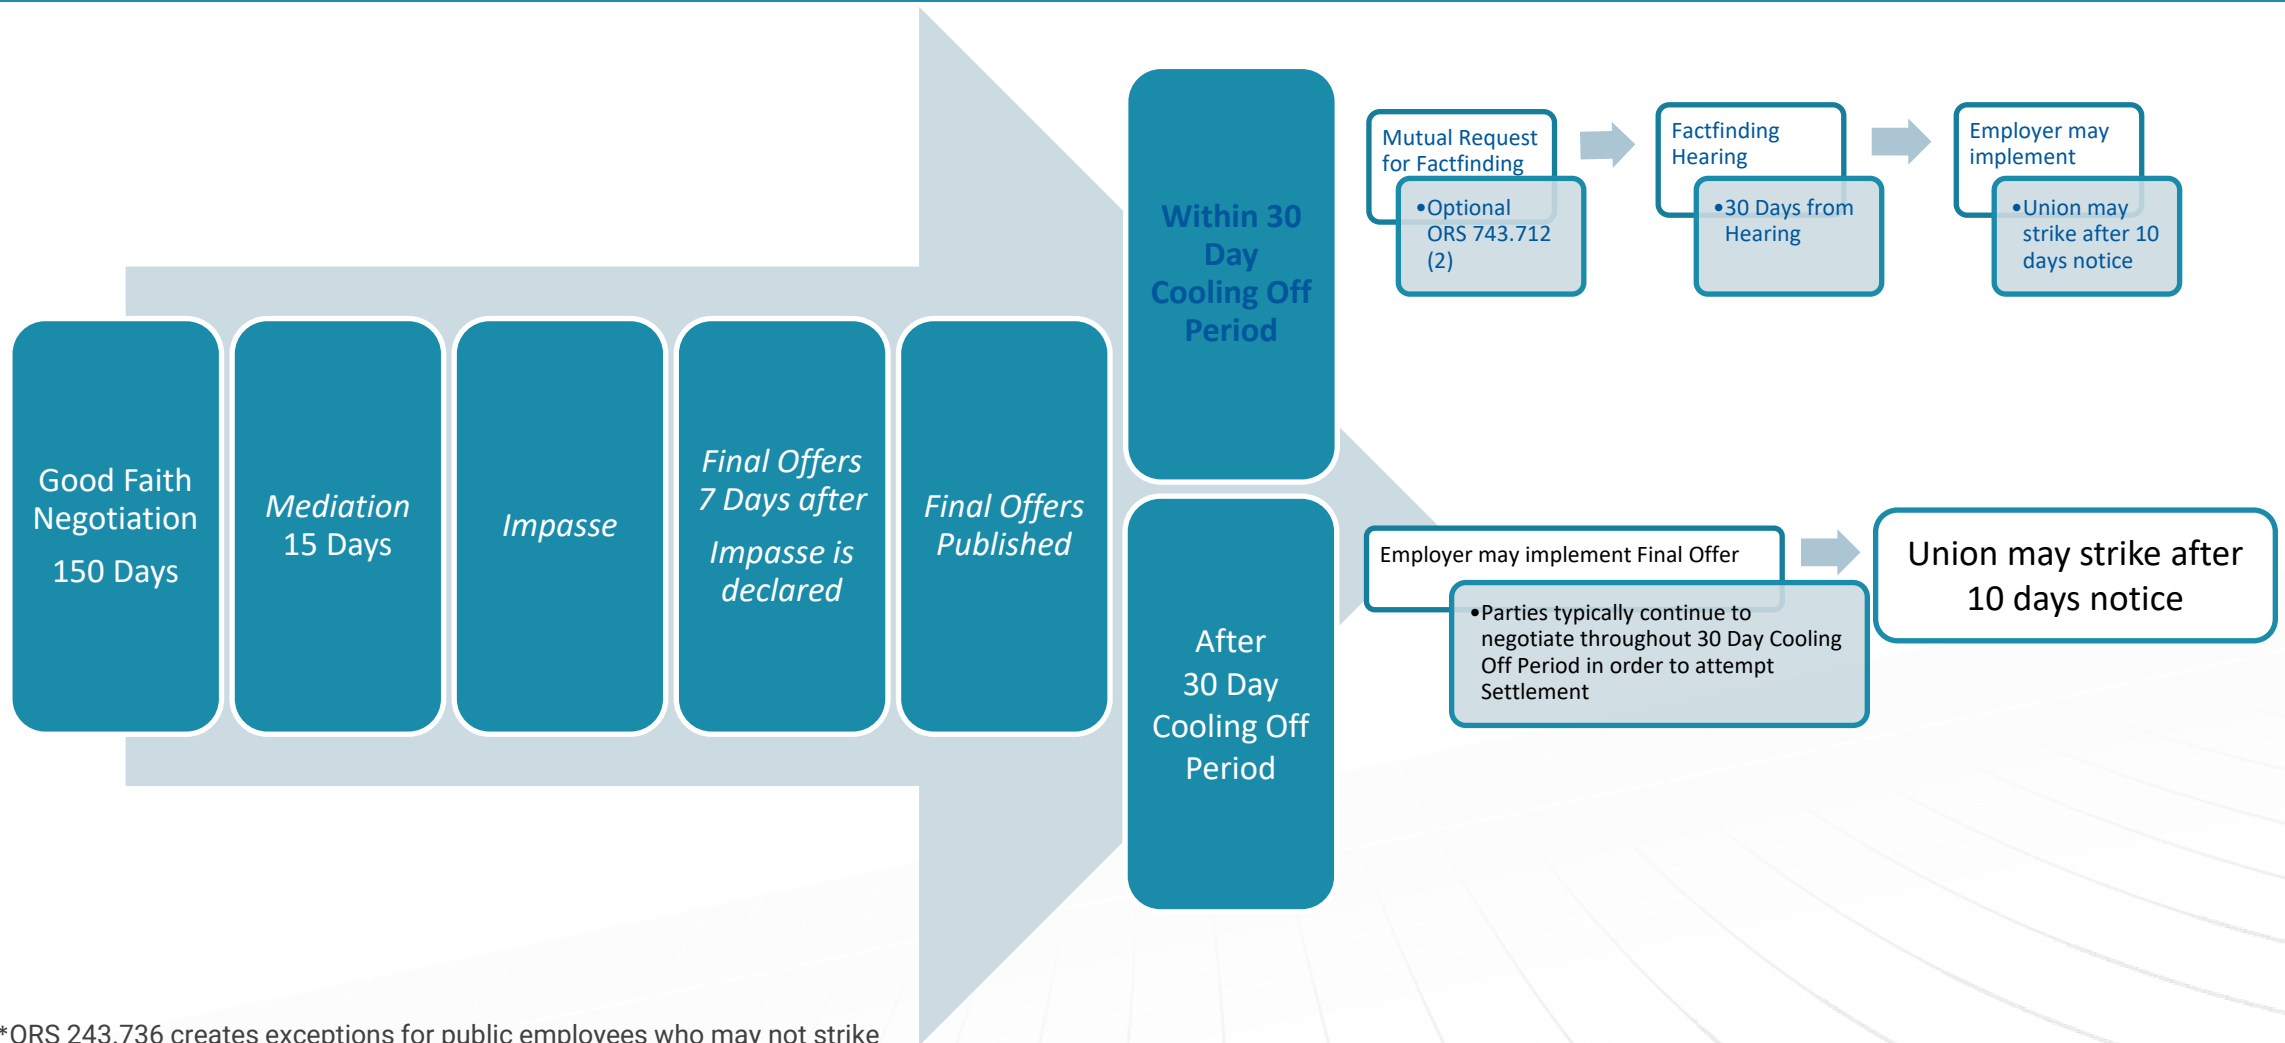 Good Faith
Negotiation
150 Days
Mediation
15 Days
Impasse
Final Offers
7 Days after
Impasse is
declared
Final Offers
Published
Within 30
Day
Cooling Off
Period
Mutual Request
for Factfinding
•Optional
ORS 743.712
(2)
Factfinding
Hearing
•30 Days from
Hearing
Employer may
implement
•Union may
strike after 10
days notice
After
30 Day
Cooling Off
Period
Employer may implement Final Offer
•Parties typically continue to
negotiate throughout 30 Day Cooling
Off Period in order to attempt
Settlement
Union may strike after
10 days notice
*ORS 243.736 creates exceptions for public employees who may not strike